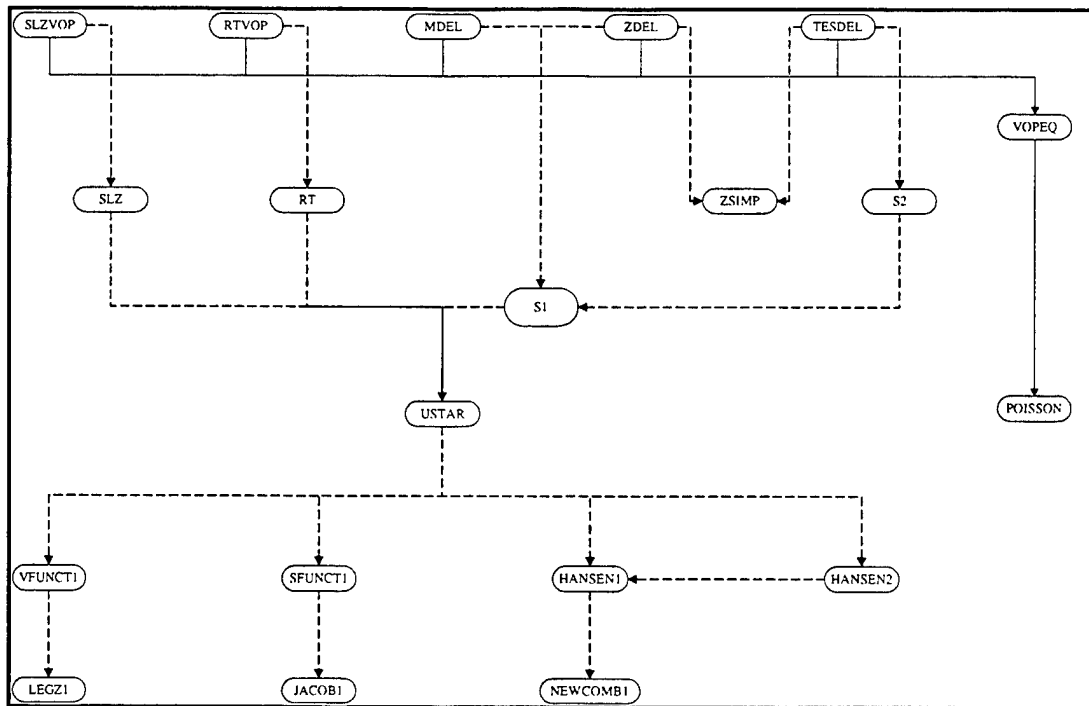 SLZVOP
RTVOP
MDEL
ZDEL
TESDEL
VOPEQ
SLZ
RT
ZSIMP
S2
S1
USTAR
POISSON
VFUNCT1
SFUNCT1
HANSEN1
HANSEN2
LEGZ1
JACOB1
NEWCOMB1